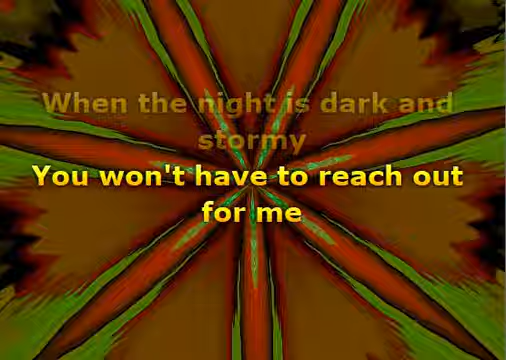 When the night is dark and
stormy
You won't have to reach out
for me